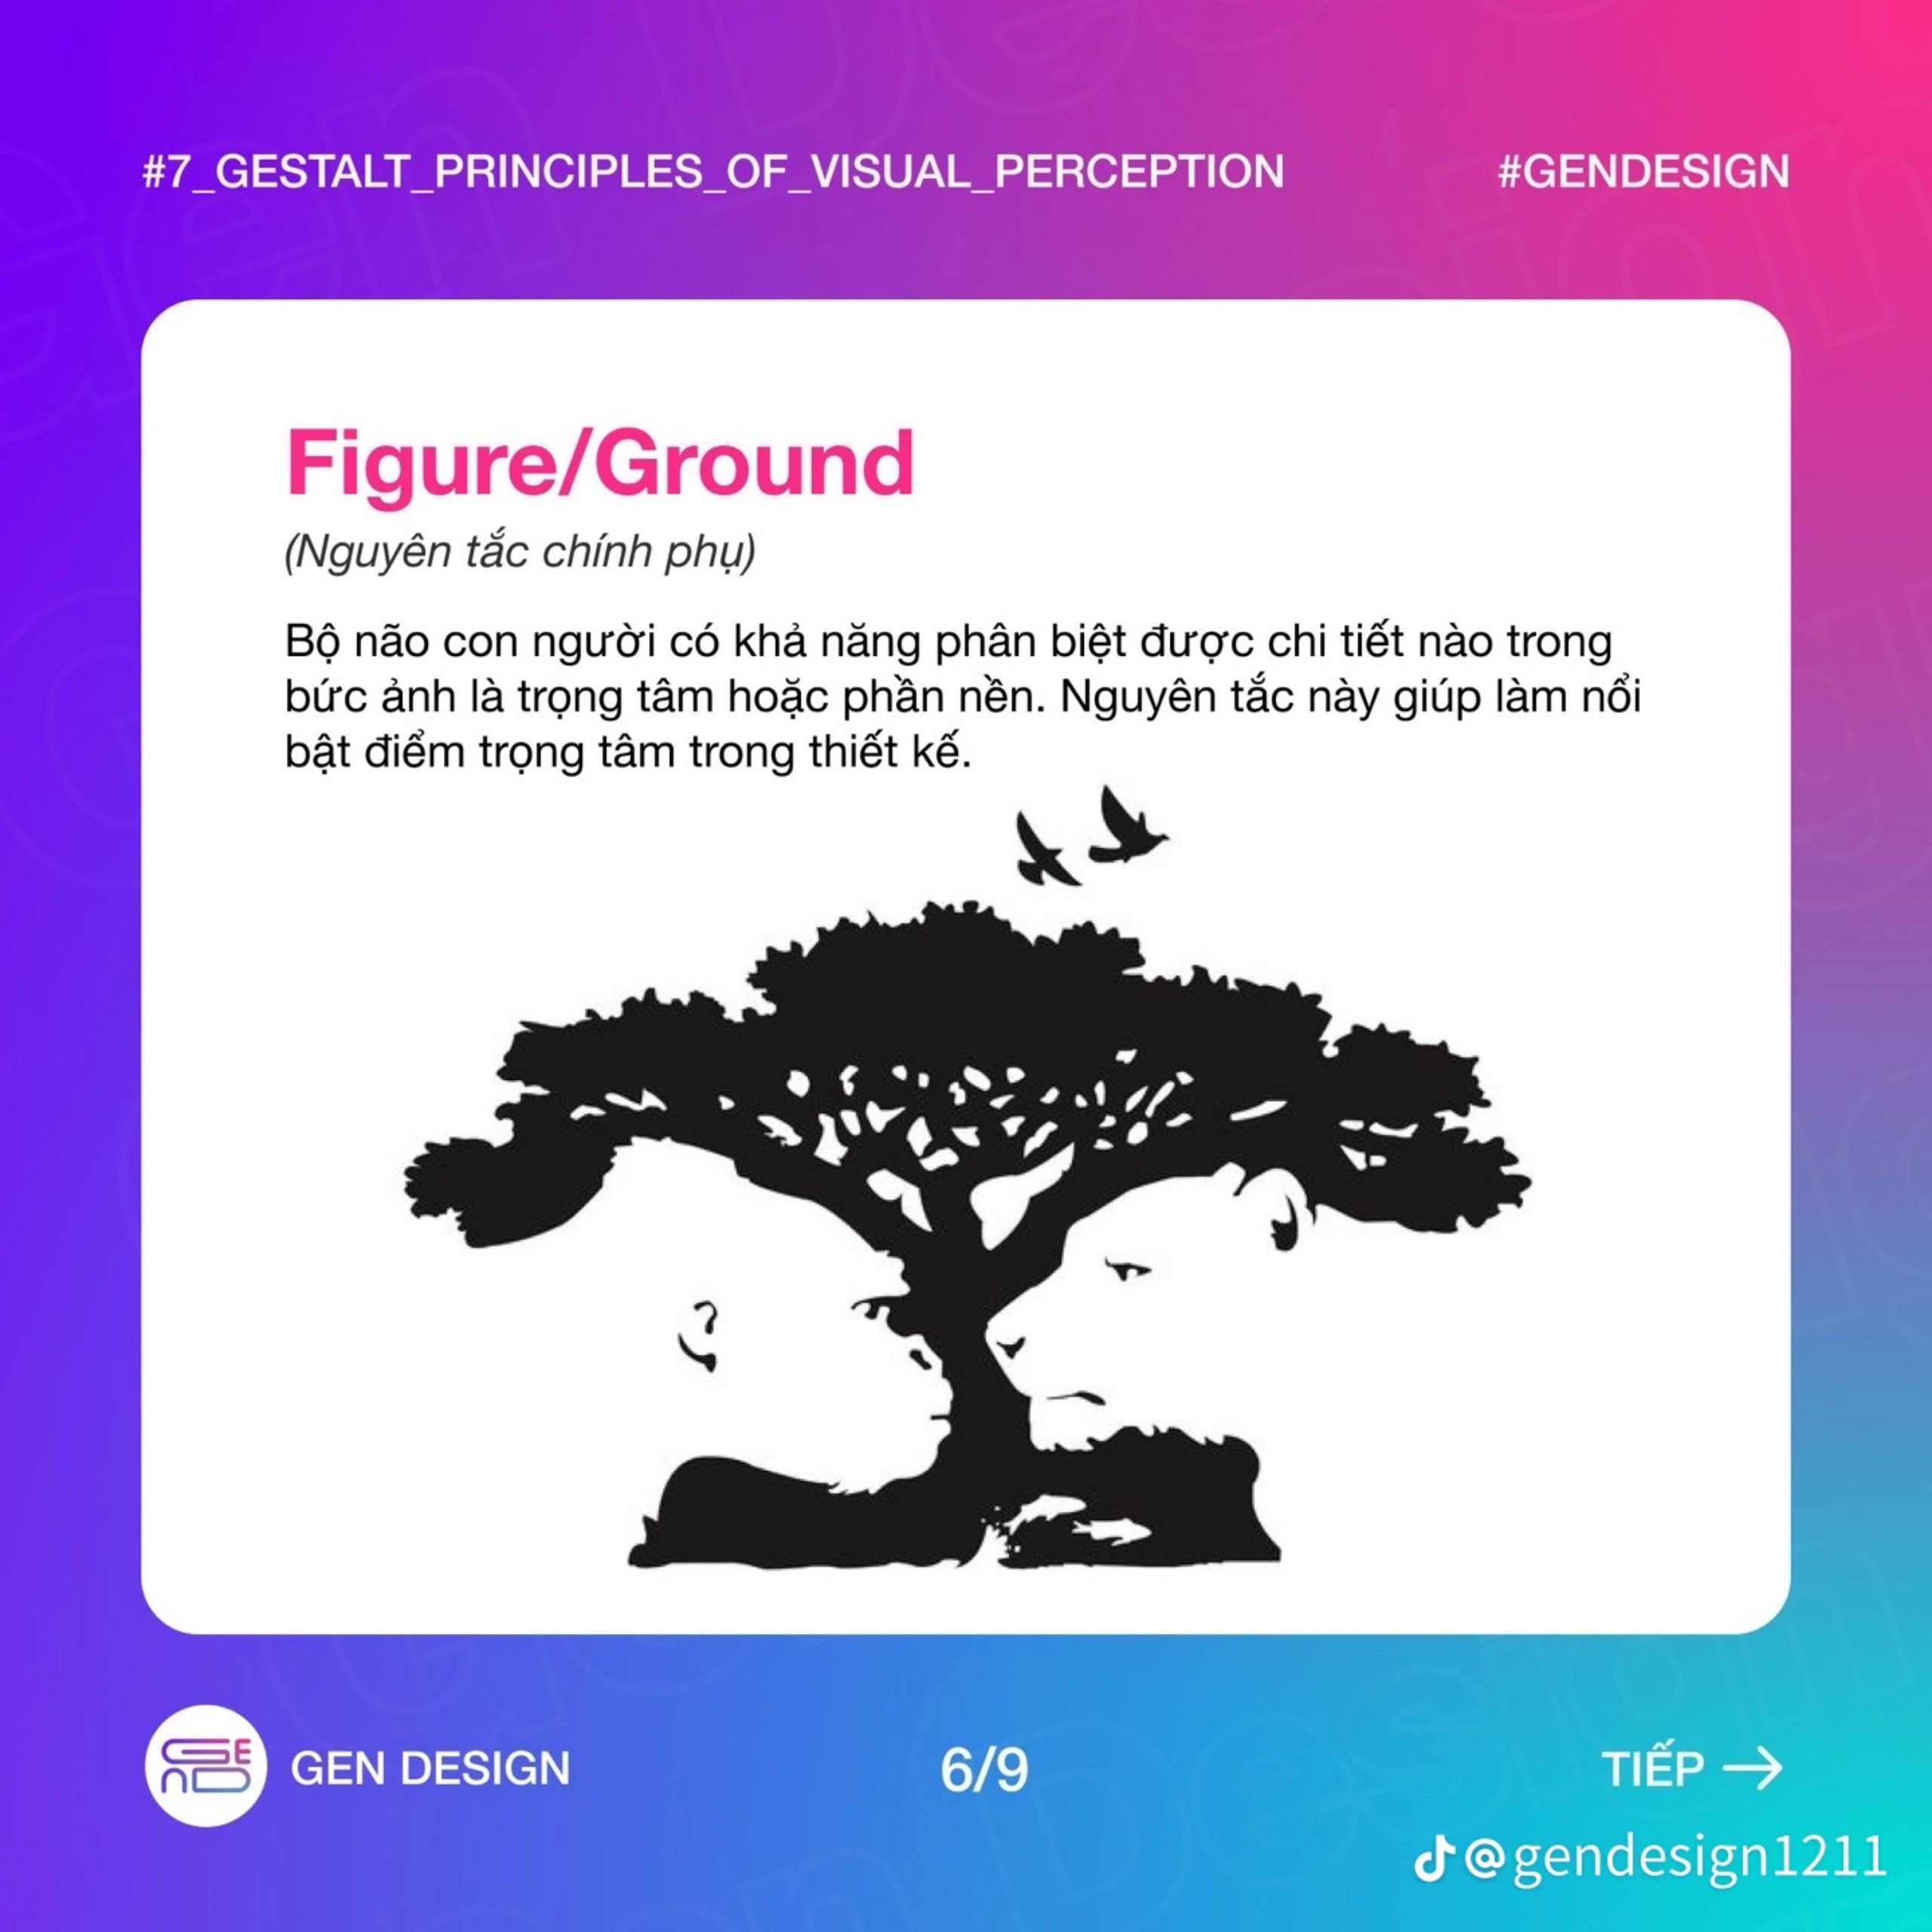 #7_GESTALT_PRINCIPLES_OF_VISUAL_PERCEPTION
#GENDESIGN
Figure/Ground
(Nguyên tắc chính phụ)
Bộ não con người có khả năng phân biệt được chi tiết nào trong
bức ảnh là trọng tâm hoặc phần nền. Nguyên tắc này giúp làm nổi
bật điểm trọng tâm trong thiết kế.
GEN DESIGN
6/9
TIẾP →
@gendesign1211